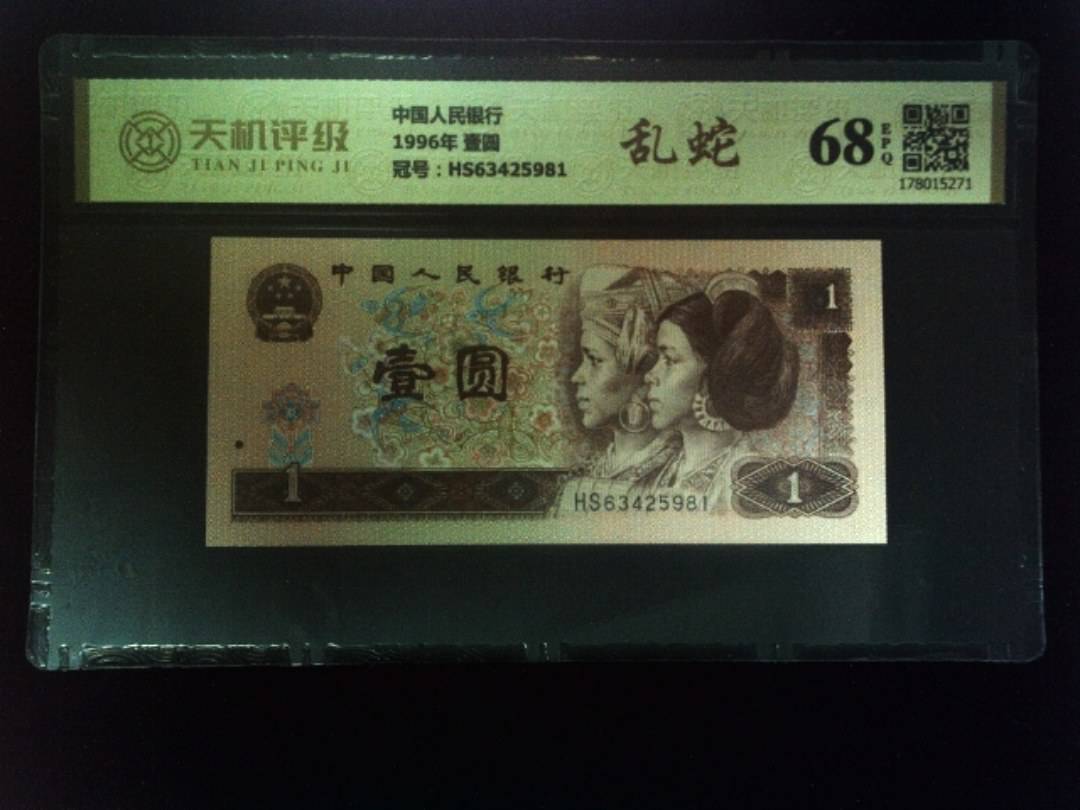 天机评级
TIAN JI PING JI
中国人民银行
1996年 壹圆
冠号：HS63425981
乱蛇
68
EPQ
178015271
中国人民银行
1
壹圆
1
HS63425981
1